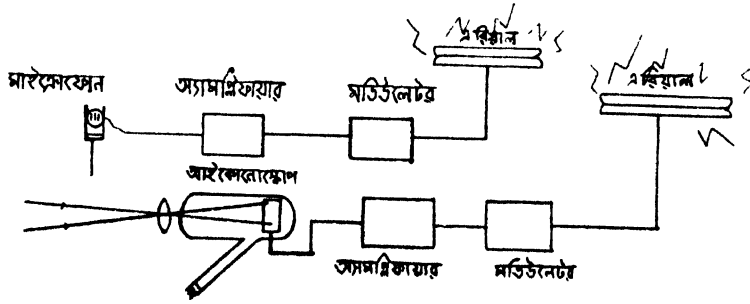 এরিয়াল
এরিয়াল
মাইক্রোফোন
অ্যামপ্লিফায়ার
মডিউলেটর
আইকোনোস্কোপ
অ্যামপ্লিফায়ার
মডিউলেটর